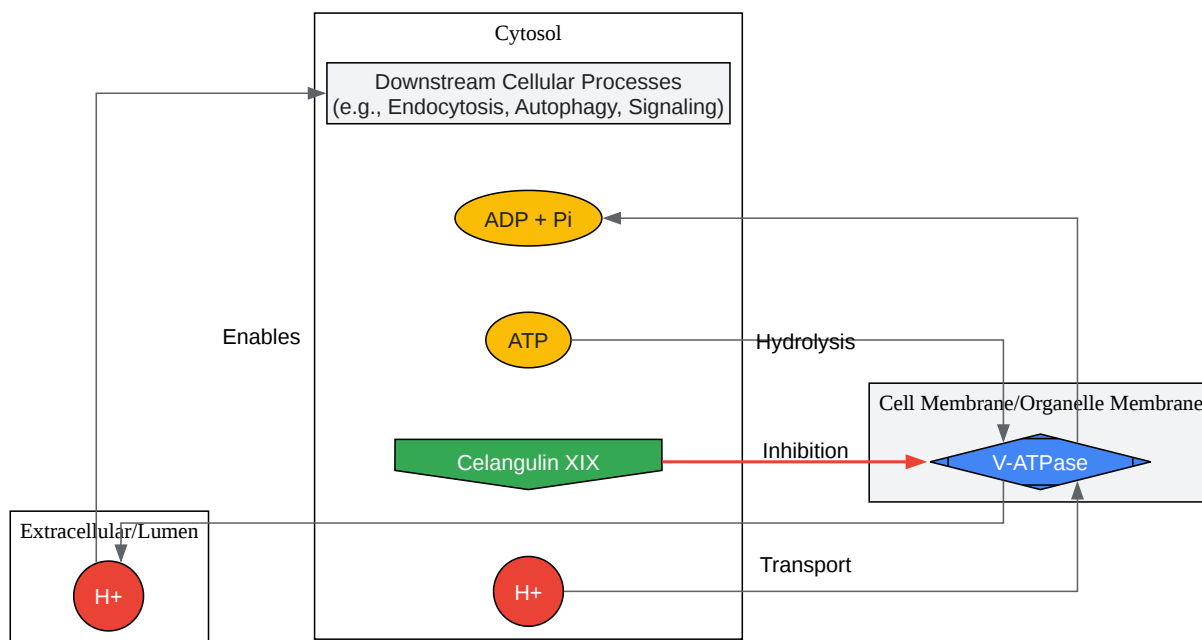 Cytosol
Downstream Cellular Processes
(e.g., Endocytosis, Autophagy, Signaling)
ADP + Pi
Enables
ATP
Hydrolysis
Cell Membrane/Organelle Membrane
Celangulin XIX
Inhibition
V-ATPase
Extracellular/Lumen
H+
H+
Transport